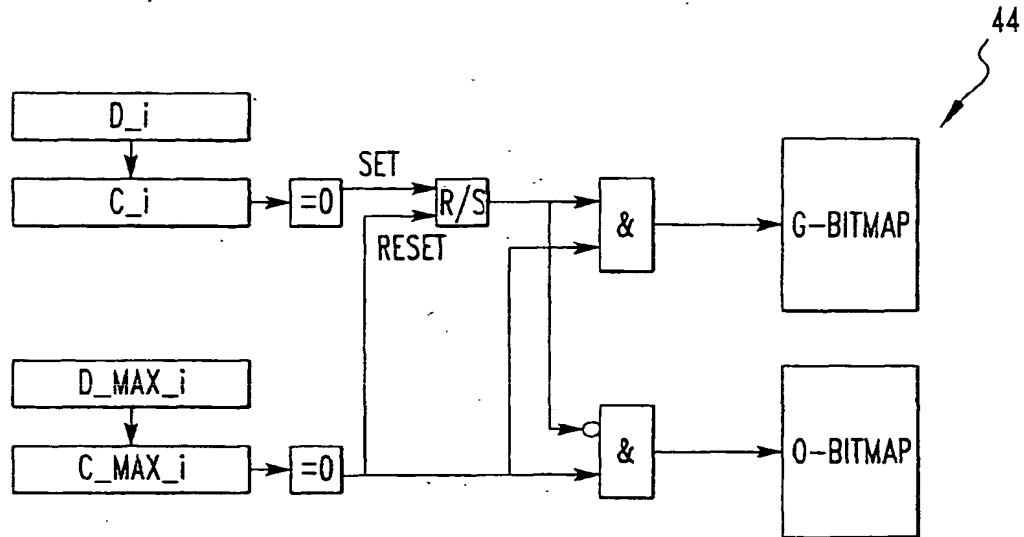 44
D_i
C_i
=0
SET
R/S
RESET
&
G-BITMAP
D_MAX_i
C_MAX_i
=0
&
O-BITMAP